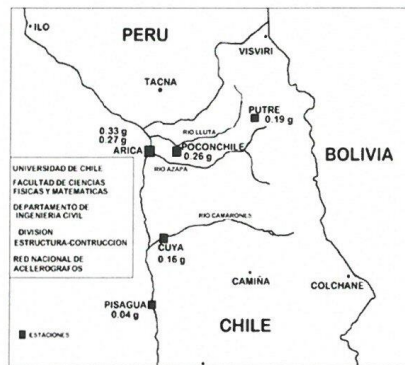 ILO
PERU
VISVIRI
TACNA
PUTRE
0.19 g
0.33 g
0.27 g
RIO LLUTA
ARICA
POCONCHILE
0.26 g
RIO AZAPA
BOLIVIA
UNIVERSIDAD DE CHILE
FACULTAD DE CIENCIAS
FISICAS Y MATEMATICAS
DEPARTAMENTO DE
INGENIERIA CIVIL
DIVISION
ESTRUCTURA-CONTRUCCION
RED NACIONAL DE
ACELEROGRAFOS
RIO CAMARONES
CUYA
0.16 g
CAMIÑA
COLCHANE
PISAGUA
0.04 g
CHILE
ESTACIONES